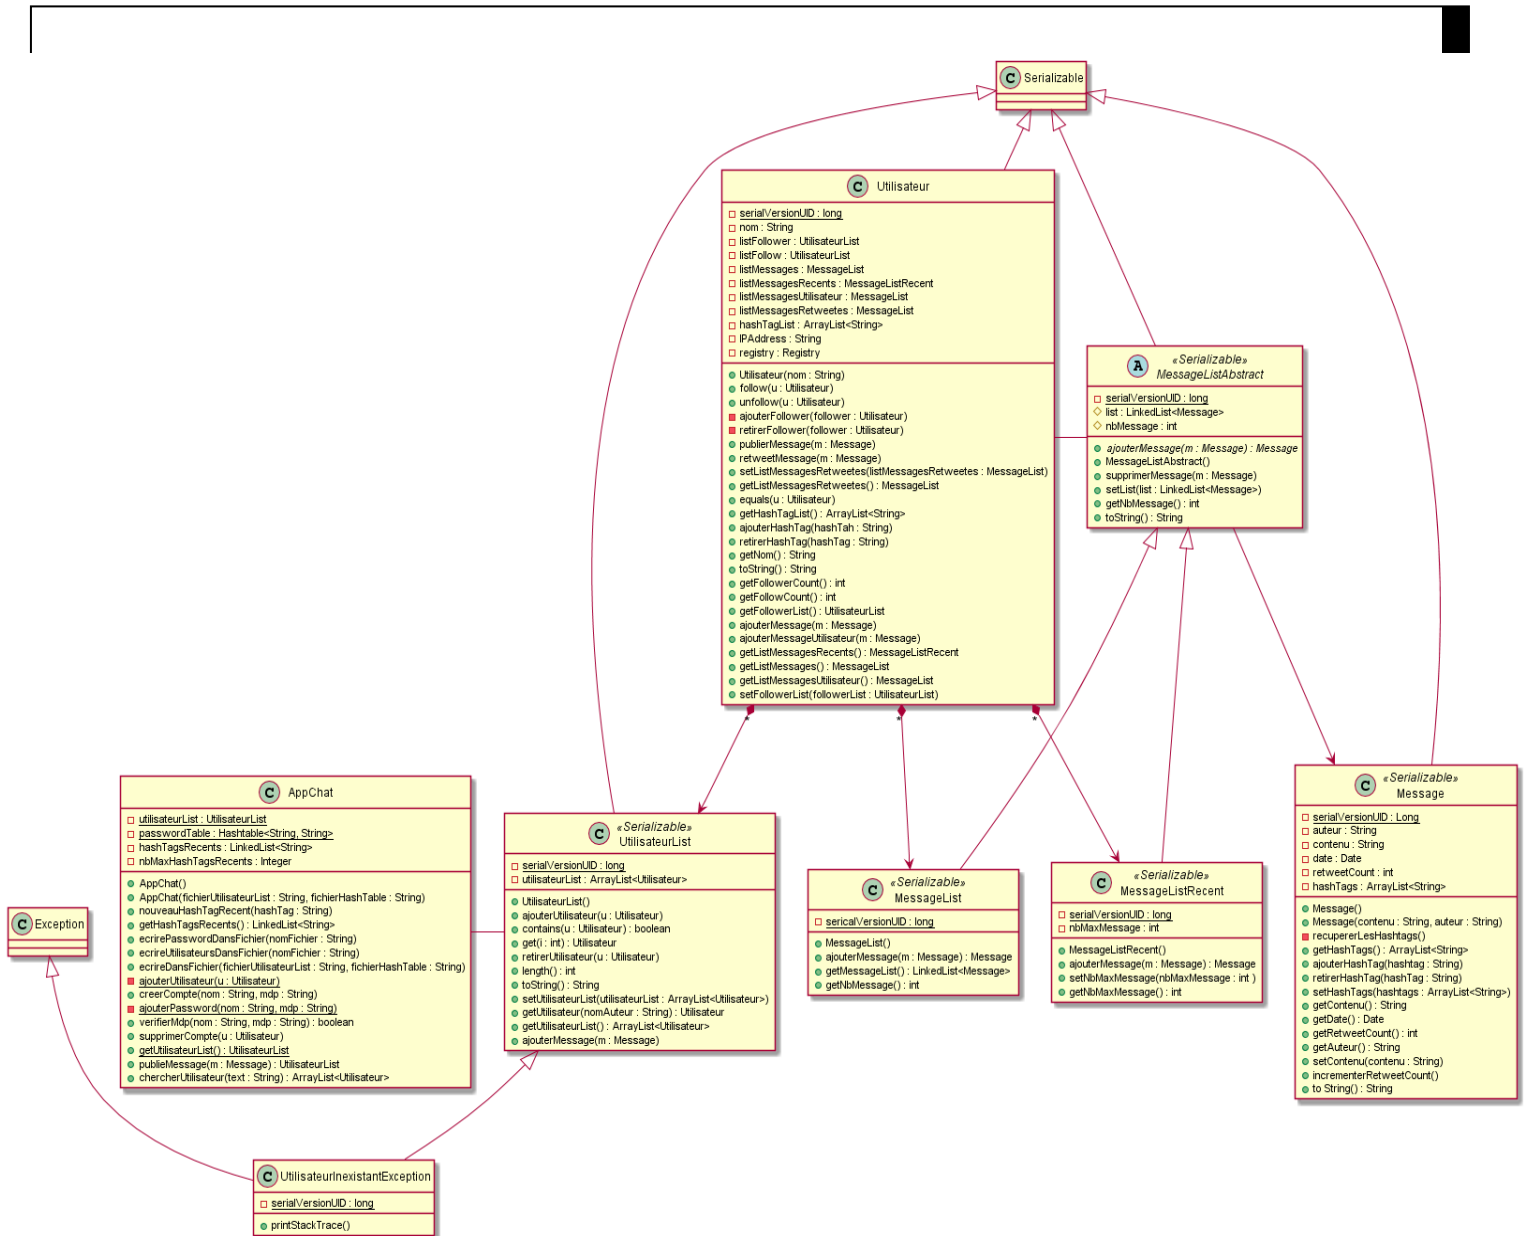 C Serializable
C Utilisateur
serialVersionUID : long
nom : String
listFollower : UtilisateurList
listFollow : UtilisateurList
listMessages : MessageList
listMessagesRecents : MessageListRecent
listMessagesUtilisateur : MessageList
listMessagesRetweetes : MessageList
hashTagList : ArrayList<String>
IPAddress : String
registry : Registry
Utilisateur(nom : String)
follow(u : Utilisateur)
unfollow(u : Utilisateur)
ajouterFollower(follower : Utilisateur)
retirerFollower(follower : Utilisateur)
publierMessage(m : Message)
retweetMessage(m : Message)
setListMessagesRetweetes(listMessagesRetweetes : MessageList)
getListMessagesRetweetes() : MessageList
equals(u : Utilisateur)
getHashTagList() : ArrayList<String>
ajouterHashTag(hashTah : String)
retirerHashTag(hashTag : String)
getNom() : String
toString() : String
getFollowerCount() : int
getFollowCount() : int
getFollowerList() : UtilisateurList
ajouterMessage(m : Message)
ajouterMessageUtilisateur(m : Message)
getListMessagesRecents() : MessageListRecent
getListMessages() : MessageList
getListMessagesUtilisateur() : MessageList
setFollowerList(followerList : UtilisateurList)
* * *
«Serializable»
A MessageListAbstract
serialVersionUID : long
list : LinkedList<Message>
nbMessage : int
ajouterMessage(m : Message) : Message
MessageListAbstract()
supprimerMessage(m : Message)
setList(list : LinkedList<Message>)
getNbMessage() : int
toString() : String
C AppChat
utilisateurList : UtilisateurList
passwordTable : Hashtable<String, String>
hashTagsRecents : LinkedList<String>
nbMaxHashTagsRecents : Integer
AppChat()
AppChat(fichierUtilisateurList : String, fichierHashTable : String)
nouveauHashTagRecent(hashTag : String)
getHashTagsRecents() : LinkedList<String>
ecrirePasswordDansFichier(nomFichier : String)
ecrireUtilisateursDansFichier(nomFichier : String)
ecrireDansFichier(fichierUtilisateurList : String, fichierHashTable : String)
ajouterUtilisateur(u : Utilisateur)
creerCompte(nom : String, mdp : String)
ajouterPassword(nom : String, mdp : String)
verifierMdp(nom : String, mdp : String) : boolean
supprimerCompte(u : Utilisateur)
getUtilisateurList() : UtilisateurList
publieMessage(m : Message) : UtilisateurList
chercherUtilisateur(text : String) : ArrayList<Utilisateur>
«Serializable»
C UtilisateurList
serialVersionUID : long
utilisateurList : ArrayList<Utilisateur>
UtilisateurList()
ajouterUtilisateur(u : Utilisateur)
contains(u : Utilisateur) : boolean
get(i : int) : Utilisateur
retirerUtilisateur(u : Utilisateur)
length() : int
toString() : String
setUtilisateurList(utilisateurList : ArrayList<Utilisateur>)
getUtilisateur(nomAuteur : String) : Utilisateur
getUtilisateurList() : ArrayList<Utilisateur>
ajouterMessage(m : Message)
«Serializable»
C MessageList
sericalVersionUID : long
MessageList()
ajouterMessage(m : Message) : Message
getMessageList() : LinkedList<Message>
getNbMessage() : int
«Serializable»
C MessageListRecent
serialVersionUID : long
nbMaxMessage : int
MessageListRecent()
ajouterMessage(m : Message) : Message
setNbMaxMessage(nbMaxMessage : int )
getNbMaxMessage() : int
«Serializable»
C Message
serialVersionUID : Long
auteur : String
contenu : String
date : Date
retweetCount : int
hashTags : ArrayList<String>
Message()
Message(contenu : String, auteur : String)
recupererLesHashtags()
getHashTags() : ArrayList<String>
ajouterHashTag(hashtag : String)
retirerHashTag(hashTag : String)
setHashTags(hashtags : ArrayList<String>)
getContenu() : String
getDate() : Date
getRetweetCount() : int
getAuteur() : String
setContenu(contenu : String)
incrementerRetweetCount()
to String() : String
C Exception
C UtilisateurInexistantException
serialVersionUID : long
printStackTrace()